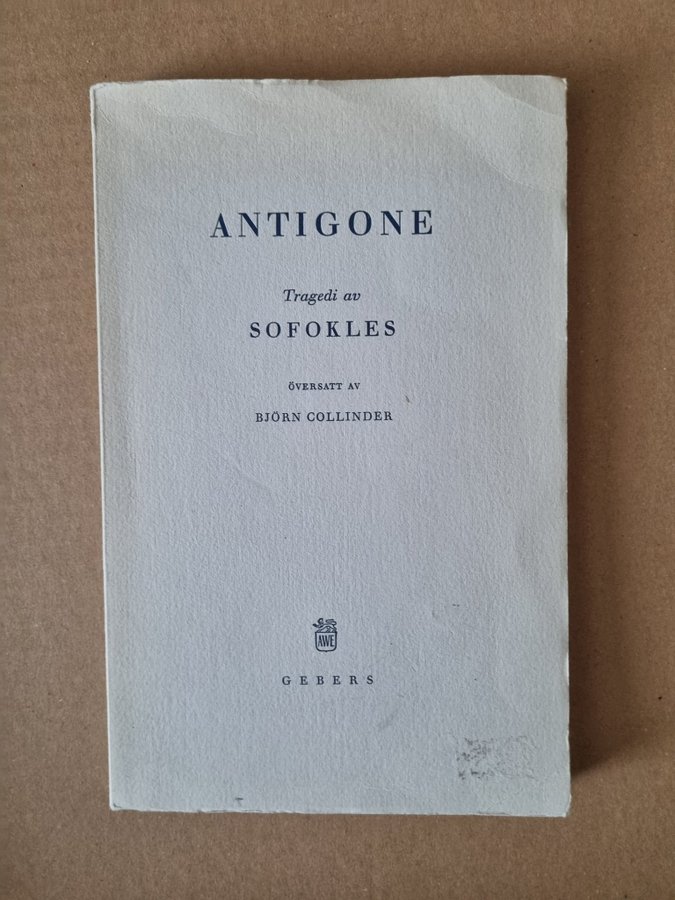 ANTIGONE
Tragedi av
SOFOKLES
ÖVERSATT AV
BJÖRN COLLINDER
AWE
GEBERS